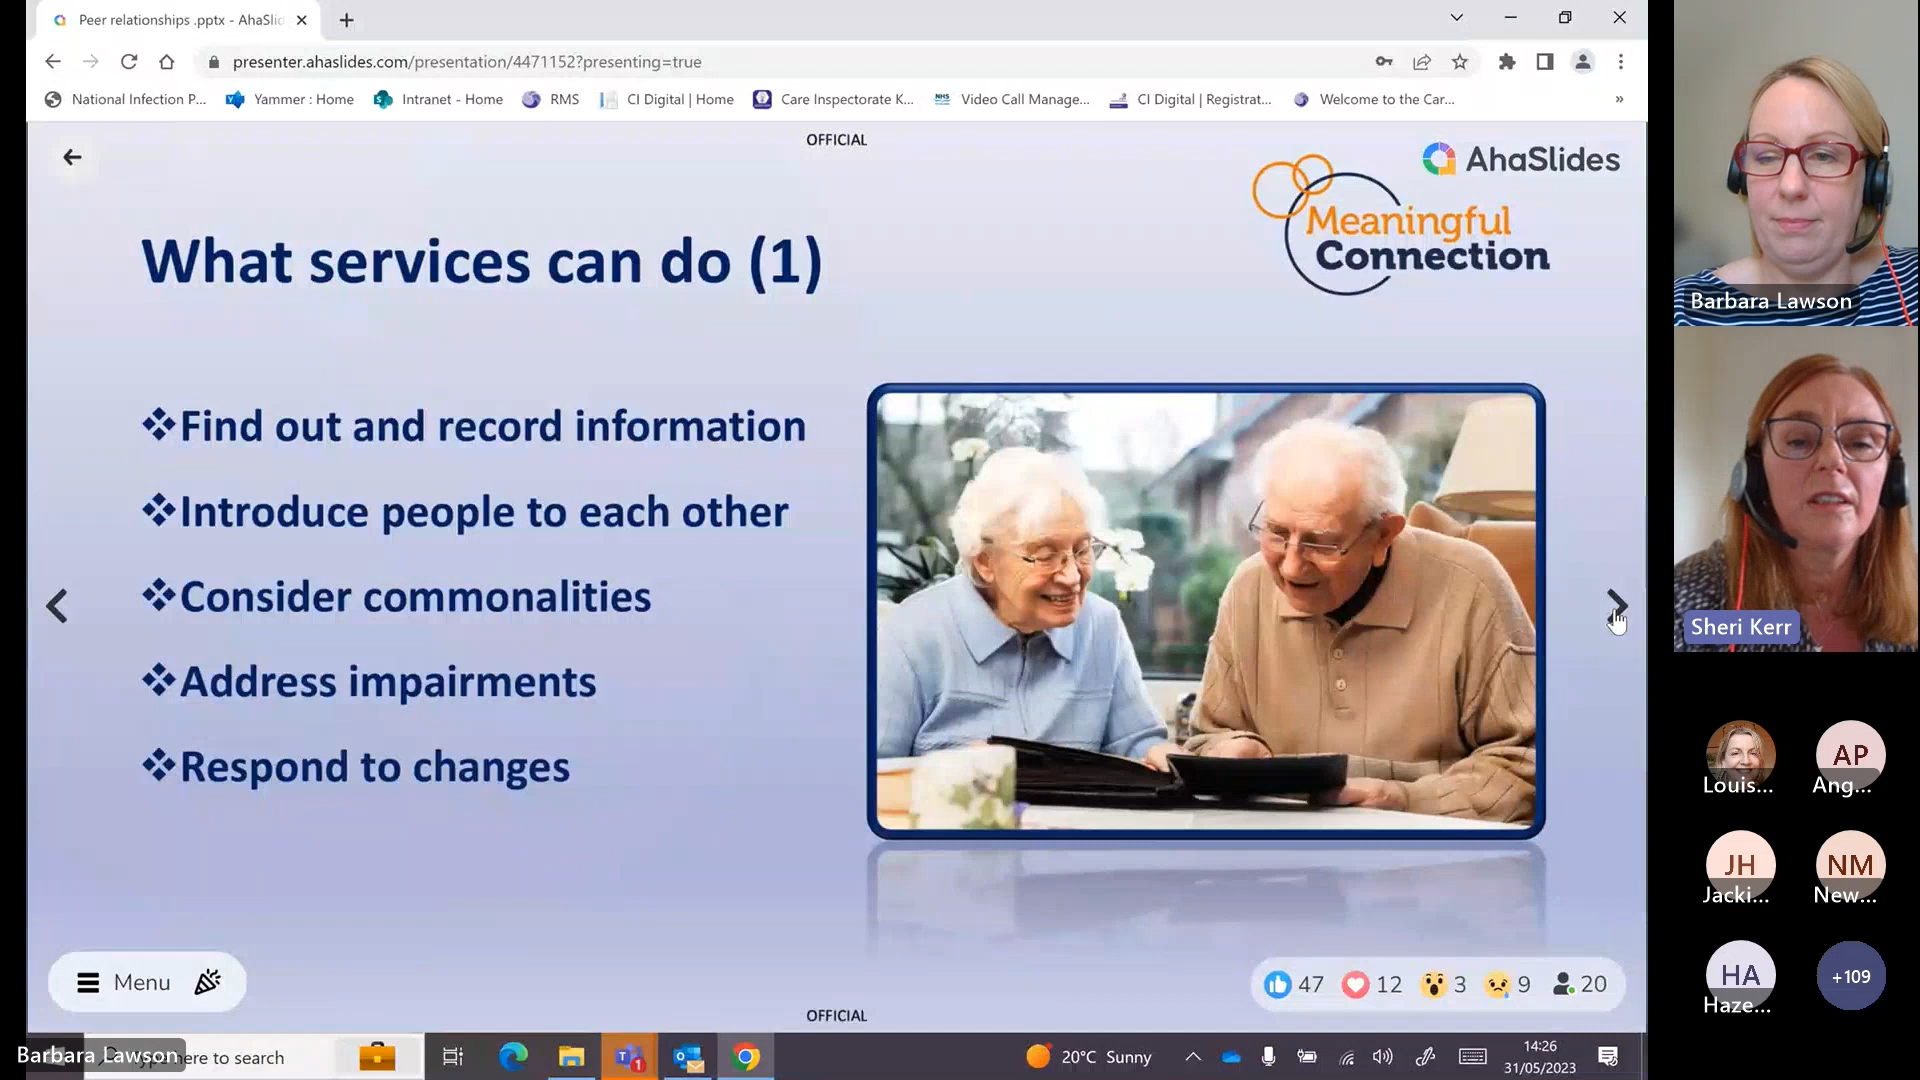 Peer relationships .pptx - AhaSlid
presenter.ahaslides.com/presentation/4471152?presenting=true
National Infection P...
Yammer : Home
Intranet - Home
RMS
CI Digital | Home
Care Inspectorate K...
NHS
Video Call Manage...
CI Digital | Registrat...
Welcome to the Car...
»
OFFICIAL
AhaSlides
Meaningful
Connection
What services can do (1)
Find out and record information
Introduce people to each other
Consider commonalities
Address impairments
Respond to changes
Menu
47
12
3
9
20
OFFICIAL
Barbara Lawson
Sheri Kerr
AP
Louis...
Ang...
JH
NM
Jacki...
New...
HA
+109
Haze...
Barbara Lawson
here to search
1
20°C Sunny
14:26
31/05/2023